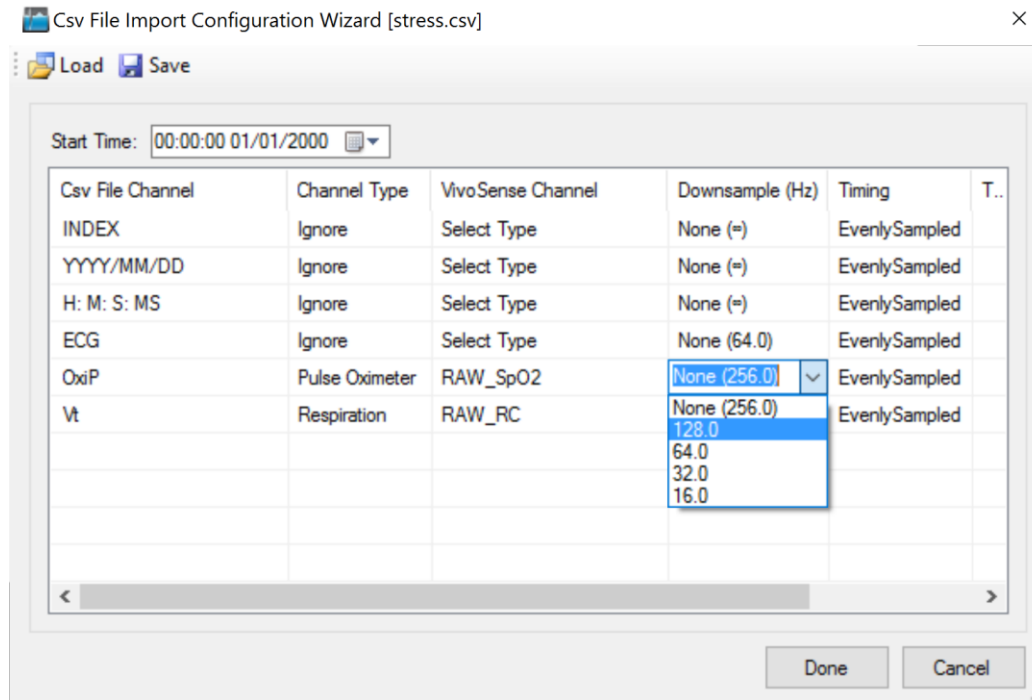 Csv File Import Configuration Wizard [stress.csv]
Load Save
Start Time: 00:00:00 01/01/2000
Csv File Channel Channel Type VivoSense Channel Downsample (Hz) Timing T..
INDEX Ignore Select Type None (∞) EvenlySampled
YYYY/MM/DD Ignore Select Type None (∞) EvenlySampled
H: M: S: MS Ignore Select Type None (∞) EvenlySampled
ECG Ignore Select Type None (64.0) EvenlySampled
OxiP Pulse Oximeter RAW_SpO2 None (256.0) EvenlySampled
Vt Respiration RAW_RC None (256.0) EvenlySampled
128.0
64.0
32.0
16.0
Done Cancel